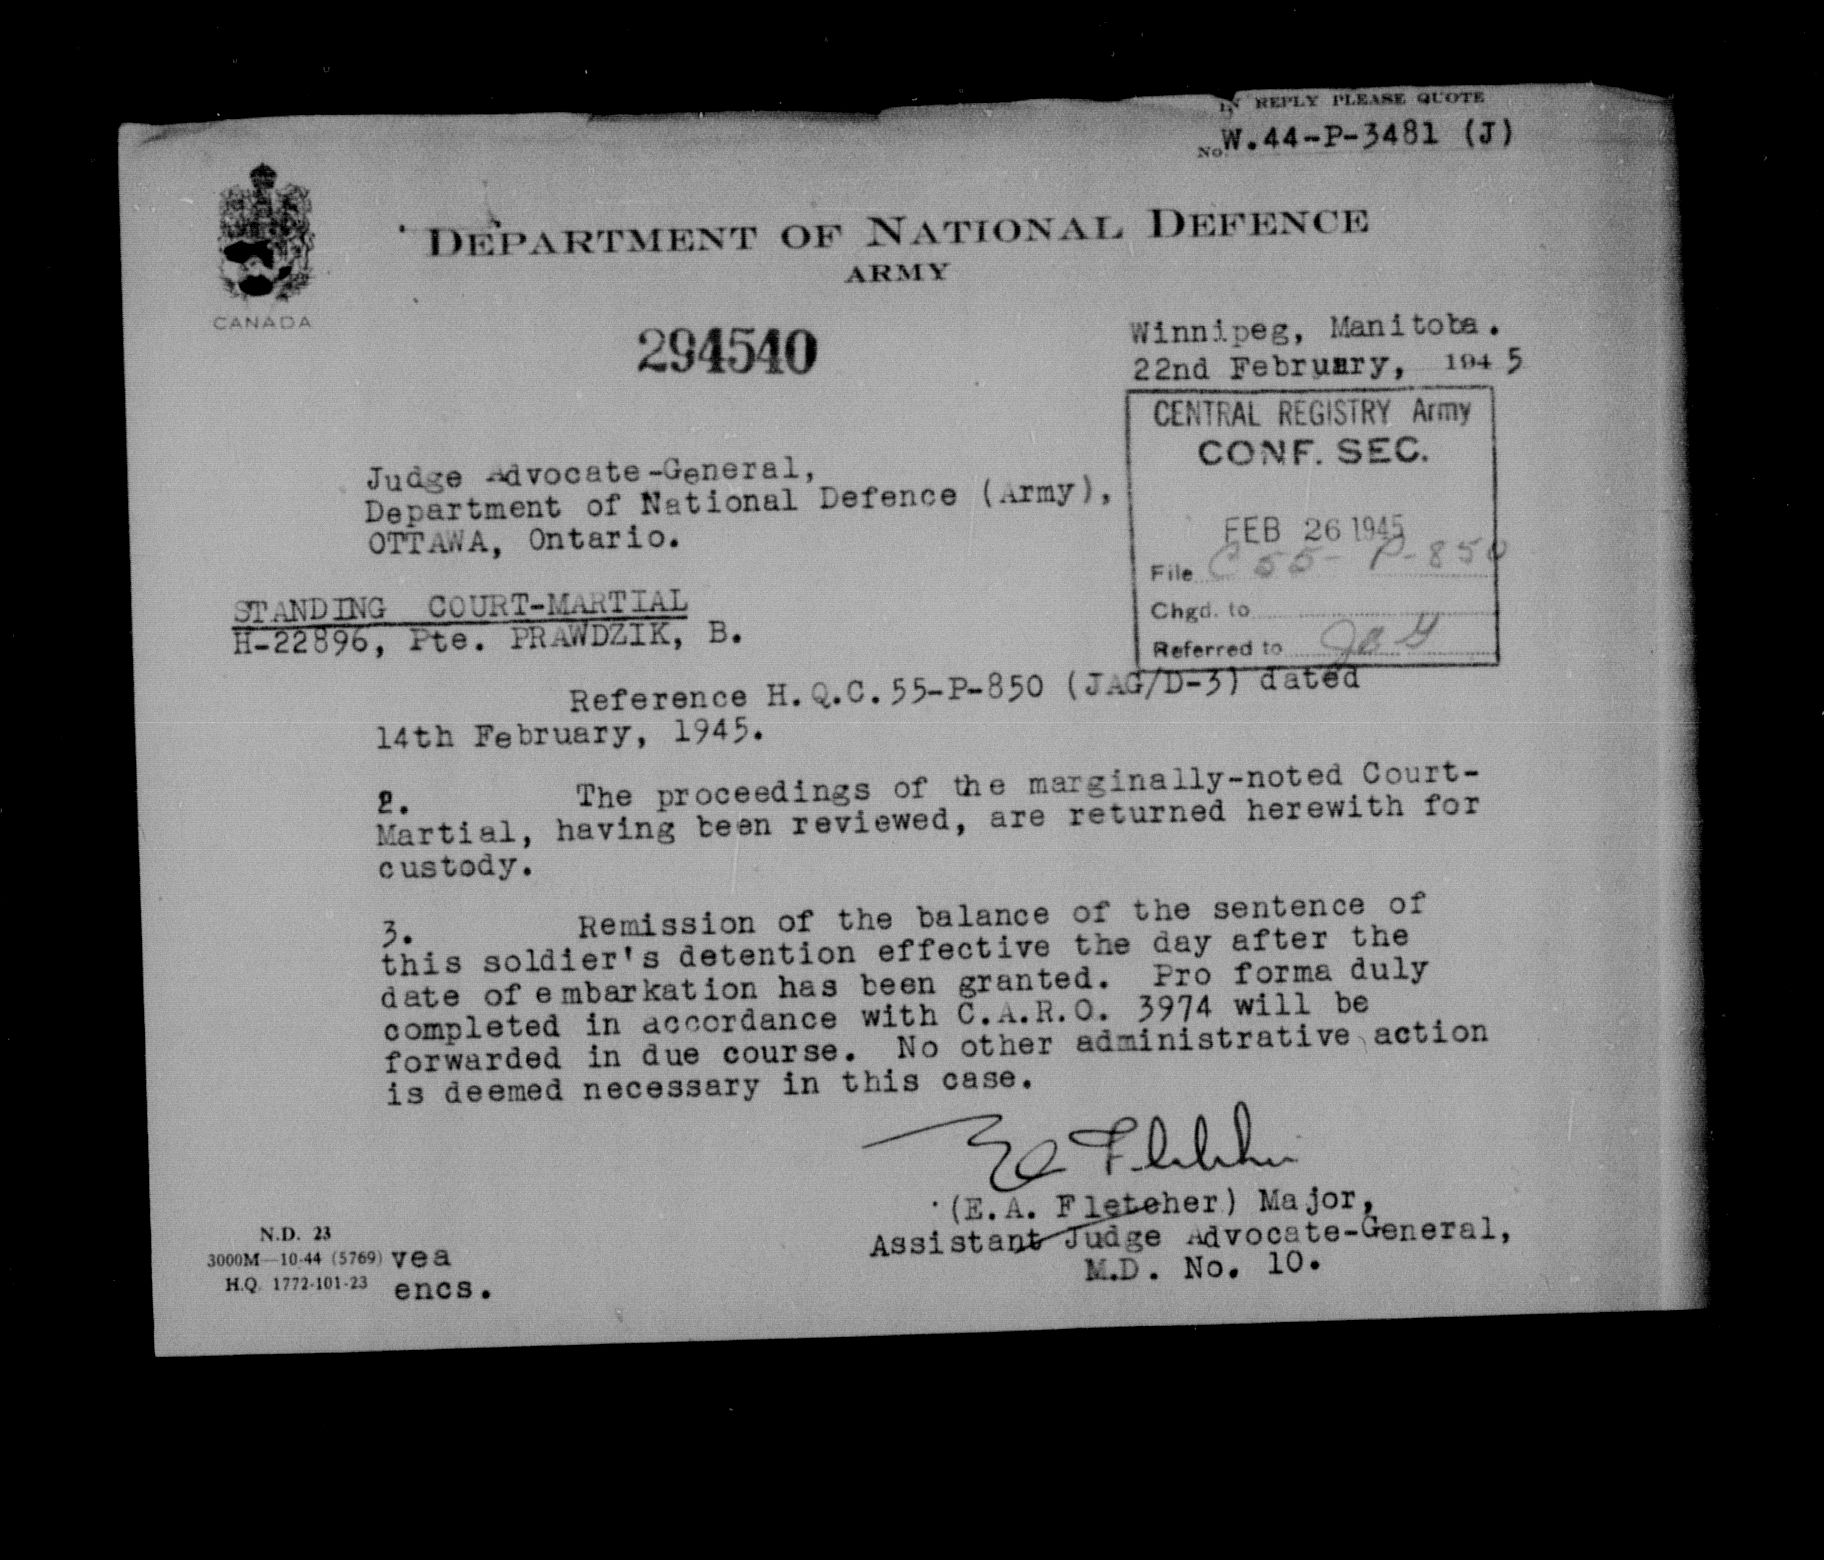 IN REPLY PLEASE QUOTE
No. W.44-P-3481 (J)
DEPARTMENT OF NATIONAL DEFENCE
ARMY
CANADA
294540
Winnipeg, Manitoba.
22nd February, 1945
CENTRAL REGISTRY Army
CONF. SEC.
FEB 26 1945
File C 55-P-850
Chgd. to
Referred to JAG
Judge Advocate-General,
Department of National Defence (Army),
OTTAWA, Ontario.
STANDING COURT-MARTIAL
H-22896, Pte. PRAWDZIK, B.
Reference H.Q.C.55-P-850 (JAG/D-3) dated
14th February, 1945.
2. The proceedings of the marginally-noted Court-
Martial, having been reviewed, are returned herewith for
custody.
3. Remission of the balance of the sentence of
this soldier's detention effective the day after the
date of embarkation has been granted. Pro forma duly
completed in accordance with C.A.R.O. 3974 will be
forwarded in due course. No other administrative action
is deemed necessary in this case.
EA Fletcher
(E.A. Fletcher) Major,
Assistant Judge Advocate-General,
M.D. No. 10.
N.D. 23
3000M—10-44 (5769) vea
H.Q. 1772-101-23 encs.